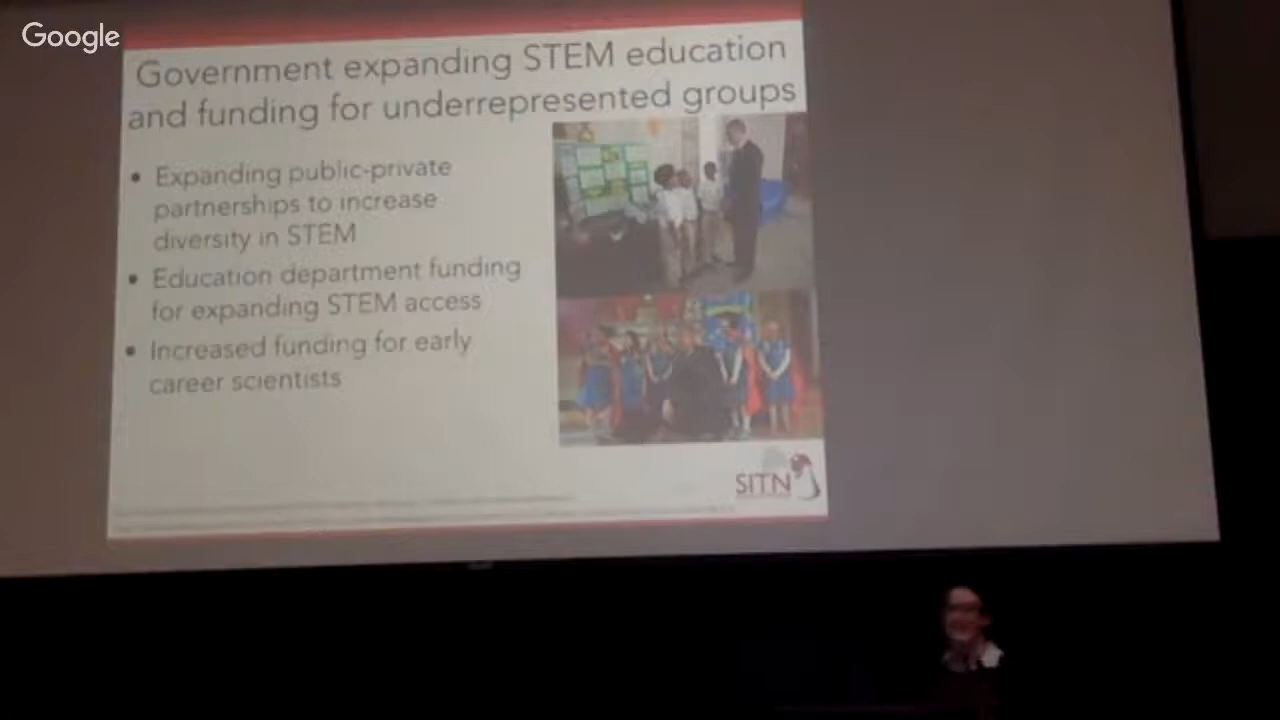 Google
Government expanding STEM education
and funding for underrepresented groups
• Expanding public-private
partnerships to increase
diversity in STEM
• Education department funding
for expanding STEM access
• Increased funding for early
career scientists
SITN